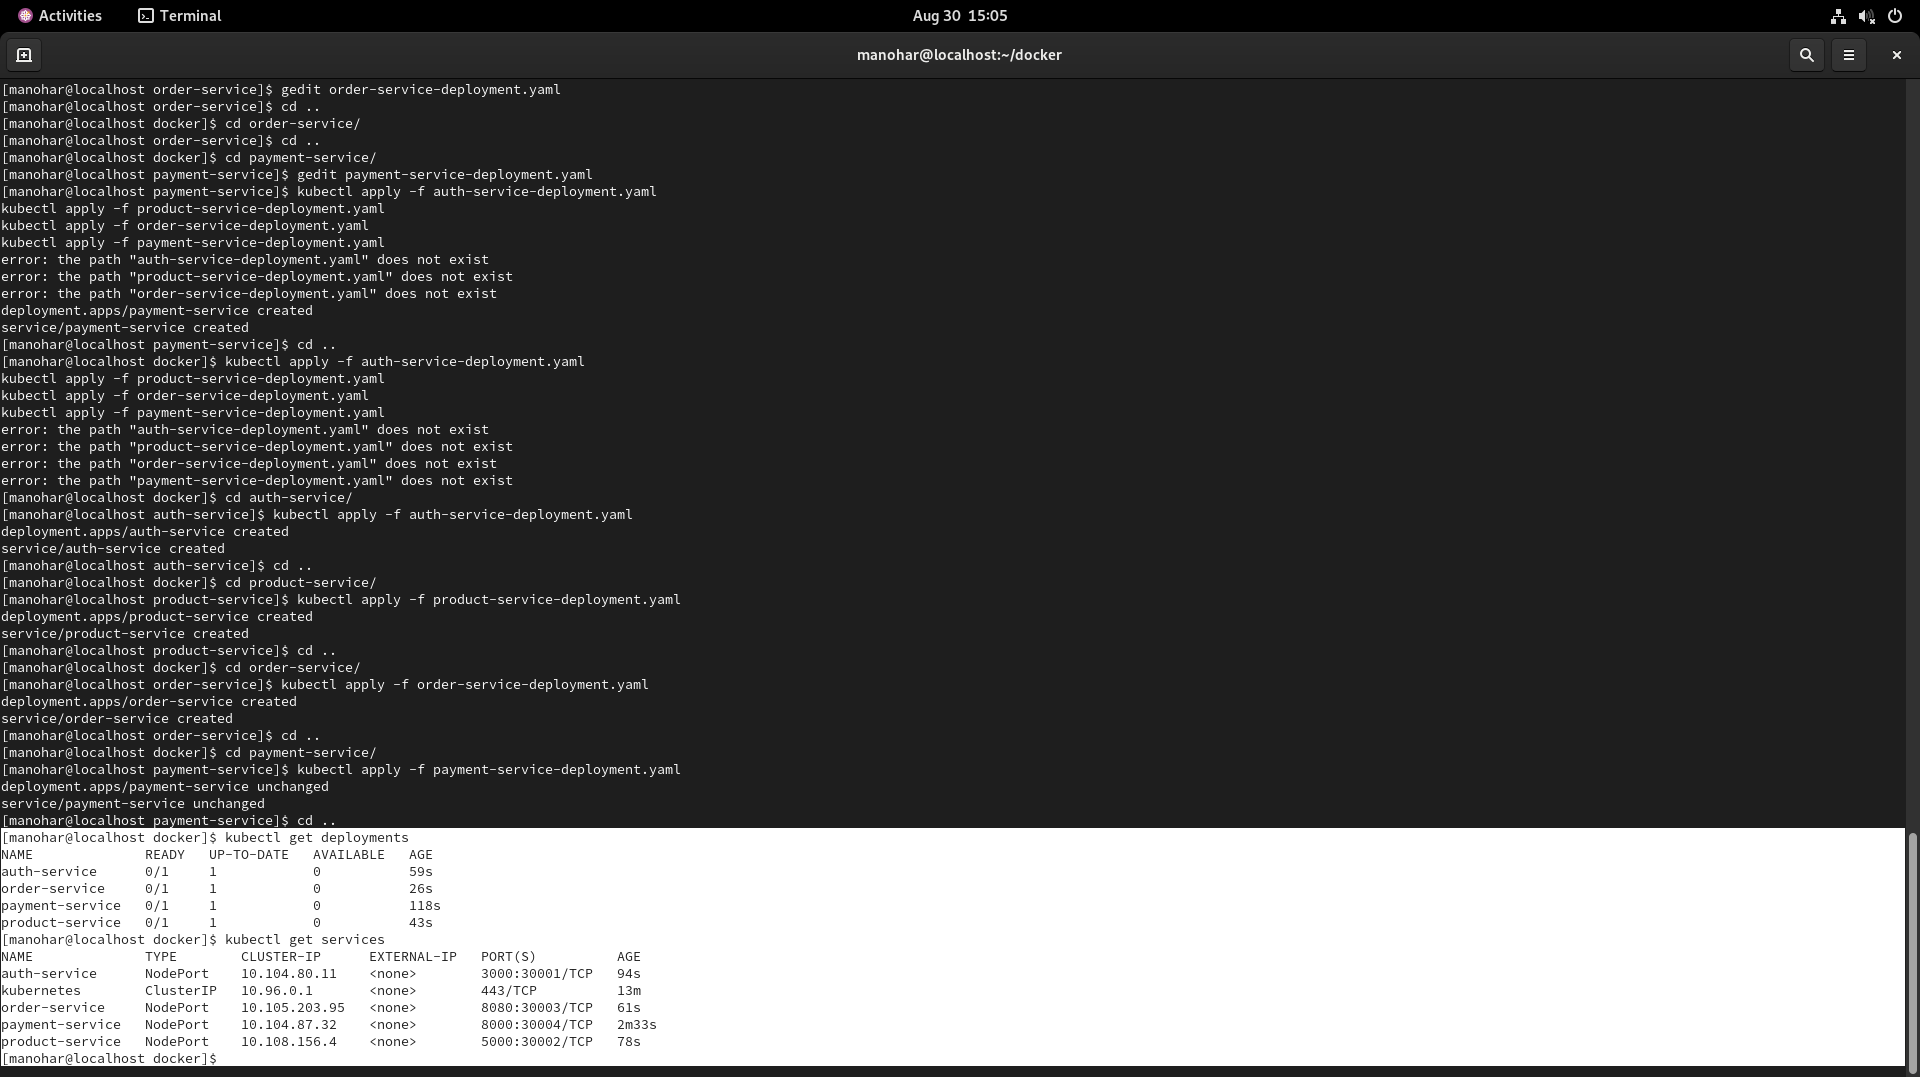 Activities Terminal Aug 30 15:05
manohar@localhost:~/docker
[manohar@localhost order-service]$ gedit order-service-deployment.yaml
[manohar@localhost order-service]$ cd ..
[manohar@localhost docker]$ cd order-service/
[manohar@localhost order-service]$ cd ..
[manohar@localhost docker]$ cd payment-service/
[manohar@localhost payment-service]$ gedit payment-service-deployment.yaml
[manohar@localhost payment-service]$ kubectl apply -f auth-service-deployment.yaml
kubectl apply -f product-service-deployment.yaml
kubectl apply -f order-service-deployment.yaml
kubectl apply -f payment-service-deployment.yaml
error: the path "auth-service-deployment.yaml" does not exist
error: the path "product-service-deployment.yaml" does not exist
error: the path "order-service-deployment.yaml" does not exist
deployment.apps/payment-service created
service/payment-service created
[manohar@localhost payment-service]$ cd ..
[manohar@localhost docker]$ kubectl apply -f auth-service-deployment.yaml
kubectl apply -f product-service-deployment.yaml
kubectl apply -f order-service-deployment.yaml
kubectl apply -f payment-service-deployment.yaml
error: the path "auth-service-deployment.yaml" does not exist
error: the path "product-service-deployment.yaml" does not exist
error: the path "order-service-deployment.yaml" does not exist
error: the path "payment-service-deployment.yaml" does not exist
[manohar@localhost docker]$ cd auth-service/
[manohar@localhost auth-service]$ kubectl apply -f auth-service-deployment.yaml
deployment.apps/auth-service created
service/auth-service created
[manohar@localhost auth-service]$ cd ..
[manohar@localhost docker]$ cd product-service/
[manohar@localhost product-service]$ kubectl apply -f product-service-deployment.yaml
deployment.apps/product-service created
service/product-service created
[manohar@localhost product-service]$ cd ..
[manohar@localhost docker]$ cd order-service/
[manohar@localhost order-service]$ kubectl apply -f order-service-deployment.yaml
deployment.apps/order-service created
service/order-service created
[manohar@localhost order-service]$ cd ..
[manohar@localhost docker]$ cd payment-service/
[manohar@localhost payment-service]$ kubectl apply -f payment-service-deployment.yaml
deployment.apps/payment-service unchanged
service/payment-service unchanged
[manohar@localhost payment-service]$ cd ..
[manohar@localhost docker]$ kubectl get deployments
NAME READY UP-TO-DATE AVAILABLE AGE
auth-service 0/1 1 0 59s
order-service 0/1 1 0 26s
payment-service 0/1 1 0 118s
product-service 0/1 1 0 43s
[manohar@localhost docker]$ kubectl get services
NAME TYPE CLUSTER-IP EXTERNAL-IP PORT(S) AGE
auth-service NodePort 10.104.80.11 <none> 3000:30001/TCP 94s
kubernetes ClusterIP 10.96.0.1 <none> 443/TCP 13m
order-service NodePort 10.105.203.95 <none> 8080:30003/TCP 61s
payment-service NodePort 10.104.87.32 <none> 8000:30004/TCP 2m33s
product-service NodePort 10.108.156.4 <none> 5000:30002/TCP 78s
[manohar@localhost docker]$